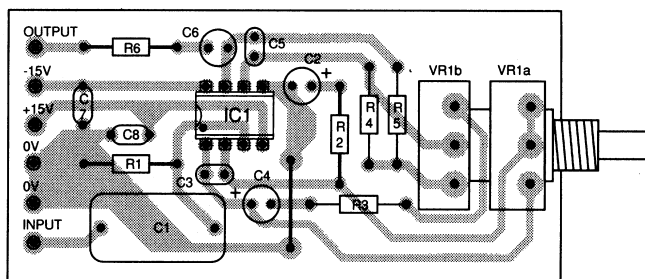 OUTPUT
C6
C5
R6
C2
+
VR1b
VR1a
-15V
+15V
C7
IC1
R4
R5
C8
R2
0V
R1
C3
0V
+
C4
R3
INPUT
C1